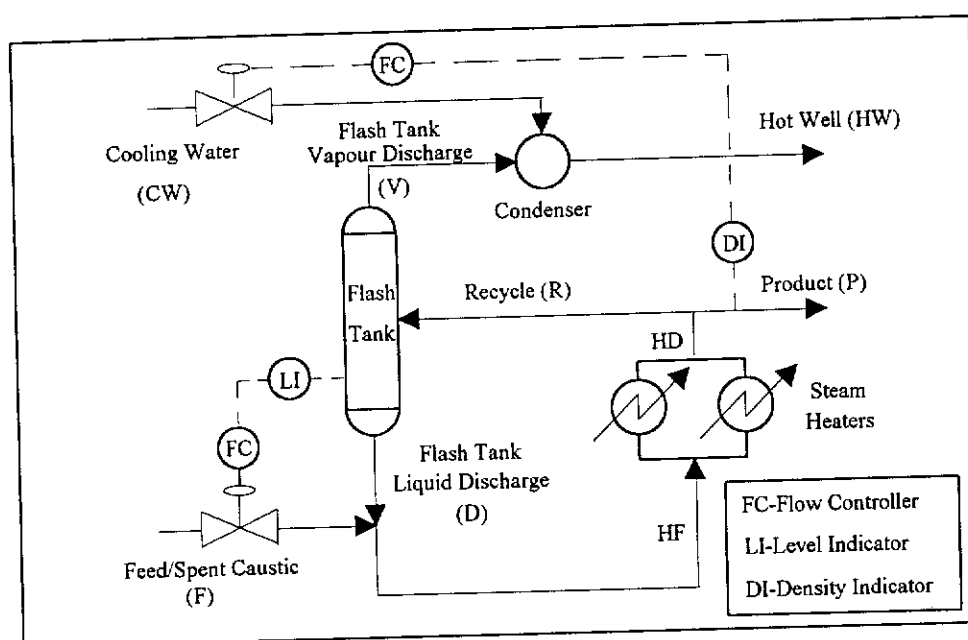 FC
Cooling Water
(CW)
Flash Tank
Vapour Discharge
(V)
Condenser
Hot Well (HW)
DI
Product (P)
Recycle (R)
Flash
Tank
HD
LI
Steam
Heaters
FC
Flash Tank
Liquid Discharge
(D)
HF
Feed/Spent Caustic
(F)
FC-Flow Controller
LI-Level Indicator
DI-Density Indicator